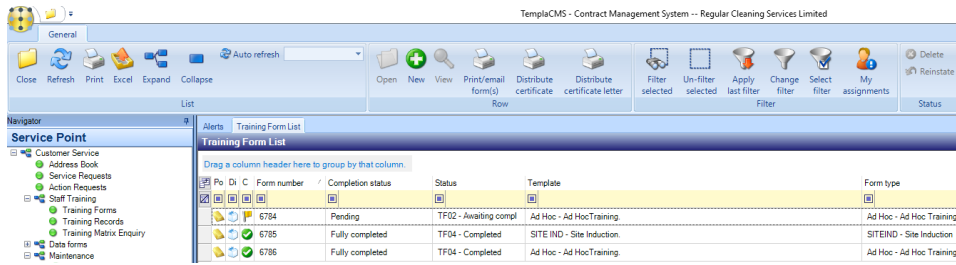 TemplaCMS - Contract Management System -- Regular Cleaning Services Limited
General
Close Refresh Print Excel Expand Collapse
Auto refresh
List
Open New View Print/email form(s) Distribute certificate Distribute certificate letter
Row
Filter selected Un-filter selected Apply last filter Change filter Select filter My assignments
Filter
Delete
Reinstate
Status
Navigator
Service Point
Customer Service
Address Book
Service Requests
Action Requests
Staff Training
Training Forms
Training Records
Training Matrix Enquiry
Data forms
Maintenance
Alerts Training Form List
Training Form List
Drag a column header here to group by that column.
Po Di C Form number Completion status Status Template Form type
6784 Pending TF02 - Awaiting compl Ad Hoc - Ad HocTraining. Ad Hoc - Ad Hoc Training
6785 Fully completed TF04 - Completed SITE IND - Site Induction. SITEIND - Site Induction
6786 Fully completed TF04 - Completed Ad Hoc - Ad HocTraining. Ad Hoc - Ad Hoc Training